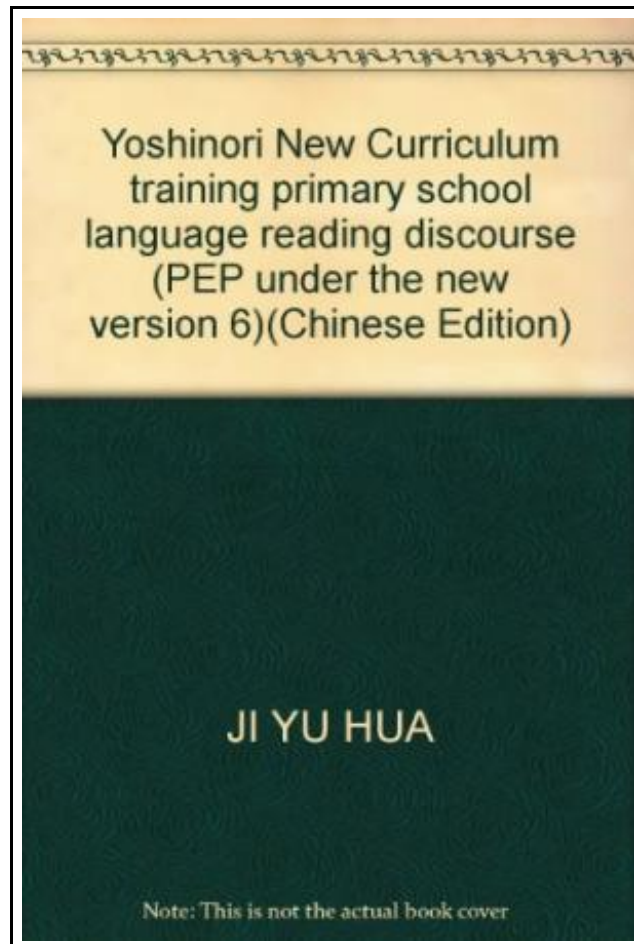 Yoshinori New Curriculum
training primary school
language reading discourse
(PEP under the new
version 6)(Chinese Edition)
JI YU HUA
Note: This is not the actual book cover